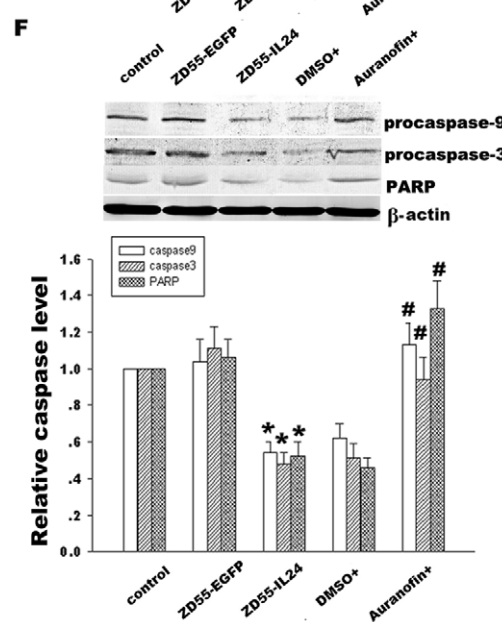 F
control
ZD55-EGFP
ZD55-IL24
DMSO+
Auranofin+
procaspase-9
procaspase-3
PARP
β-actin
caspase9
caspase3
PARP
Relative caspase level
1.6
1.4
1.2
1.0
.8
.6
.4
.2
0.0
* * *
# # #
control
ZD55-EGFP
ZD55-IL24
DMSO+
Auranofin+